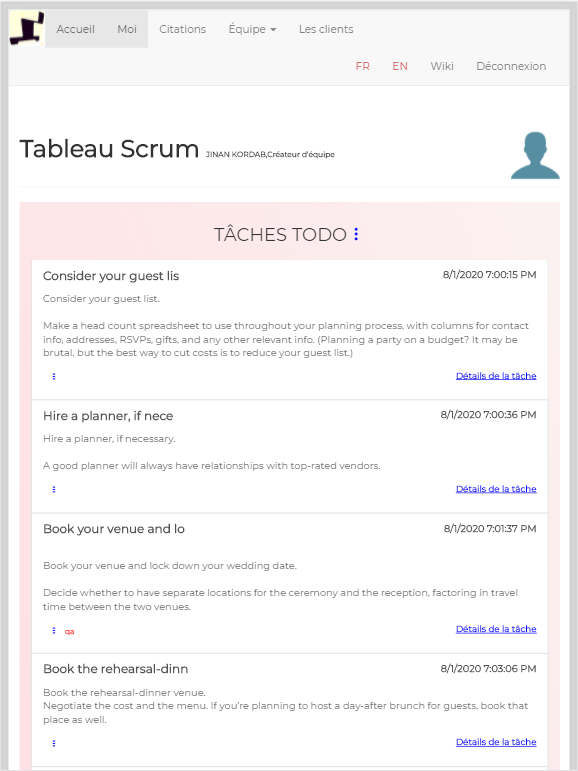 Accueil Moi Citations Équipe Les clients
FR EN Wiki Déconnexion
Tableau Scrum JINAN KORDAB,Créateur d'équipe
TÂCHES TODO
Consider your guest lis 8/1/2020 7:00:15 PM
Consider your guest list.
Make a head count spreadsheet to use throughout your planning process, with columns for contact
info, addresses, RSVPs, gifts, and any other relevant info. (Planning a party on a budget? It may be
brutal, but the best way to cut costs is to reduce your guest list.)
Détails de la tâche
Hire a planner, if nece 8/1/2020 7:00:36 PM
Hire a planner, if necessary.
A good planner will always have relationships with top-rated vendors.
Détails de la tâche
Book your venue and lo 8/1/2020 7:01:37 PM
Book your venue and lock down your wedding date.
Decide whether to have separate locations for the ceremony and the reception, factoring in travel
time between the two venues.
qa Détails de la tâche
Book the rehearsal-dinn 8/1/2020 7:03:06 PM
Book the rehearsal-dinner venue.
Negotiate the cost and the menu. If you're planning to host a day-after brunch for guests, book that
place as well.
Détails de la tâche